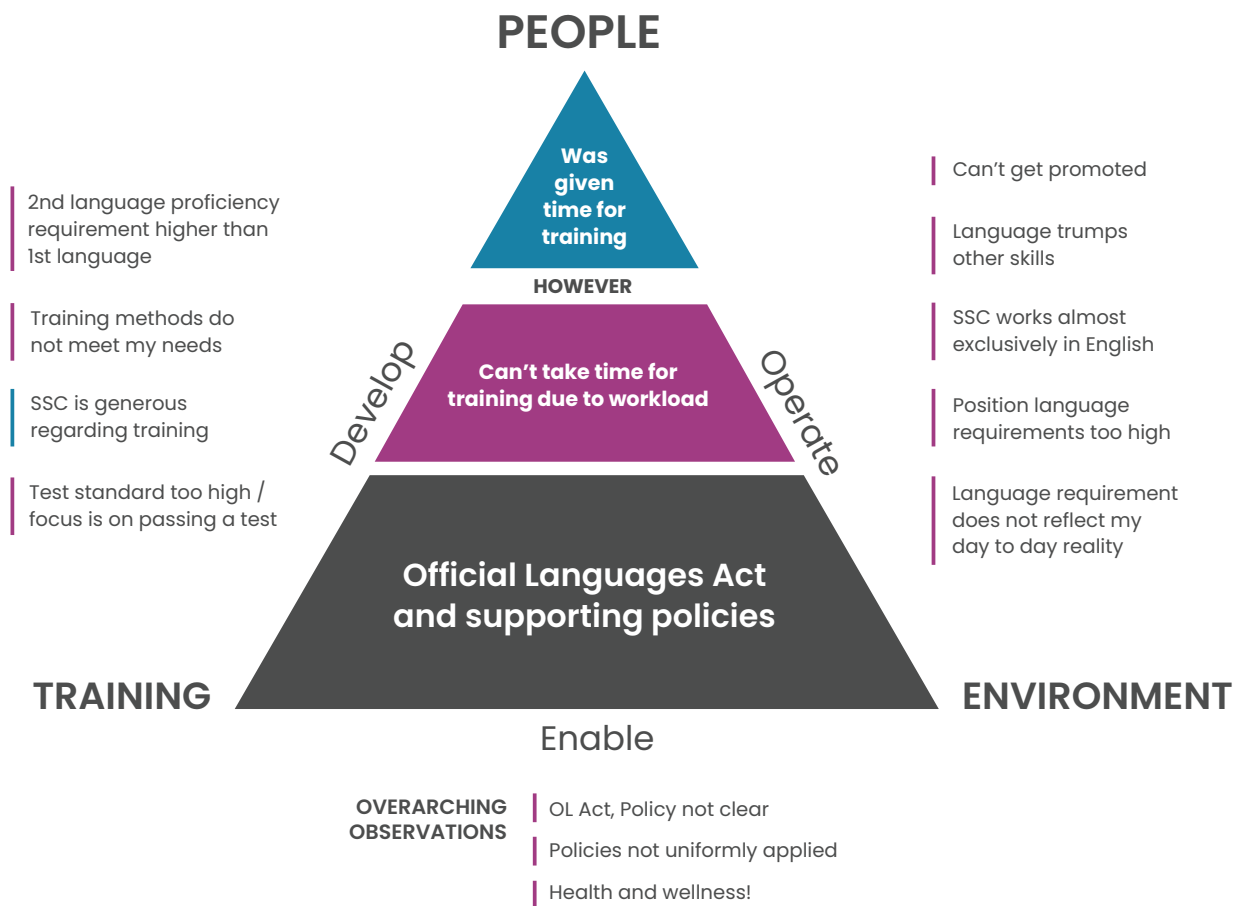 PEOPLE
Was
given
time for
training
HOWEVER
Can’t take time for
training due to workload
Official Languages Act
and supporting policies
Develop
Operate
Enable
TRAINING
ENVIRONMENT
2nd language proficiency
requirement higher than
1st language
Training methods do
not meet my needs
SSC is generous
regarding training
Test standard too high /
focus is on passing a test
Can’t get promoted
Language trumps
other skills
SSC works almost
exclusively in English
Position language
requirements too high
Language requirement
does not reflect my
day to day reality
OVERARCHING
OBSERVATIONS
OL Act, Policy not clear
Policies not uniformly applied
Health and wellness!